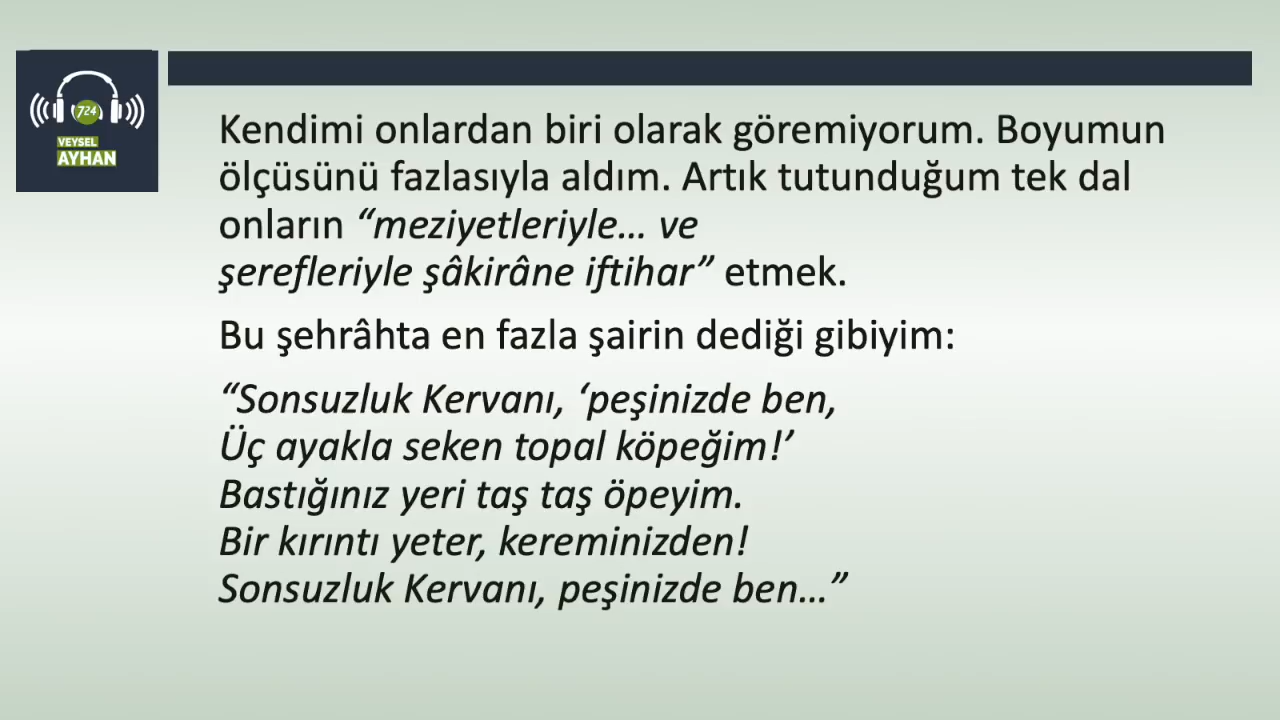 724
VEYSEL
AYHAN
Kendimi onlardan biri olarak göremiyorum. Boyumun
ölçüsünü fazlasıyla aldım. Artık tutunduğum tek dal
onların “meziyetleriyle… ve
şerefleriyle şâkirâne iftihar” etmek.
Bu şehrâhta en fazla şairin dediği gibiyim:
“Sonsuzluk Kervanı, ‘peşinizde ben,
Üç ayakla seken topal köpeğim!’
Bastığınız yeri taş taş öpeyim.
Bir kırıntı yeter, kereminizden!
Sonsuzluk Kervanı, peşinizde ben…”